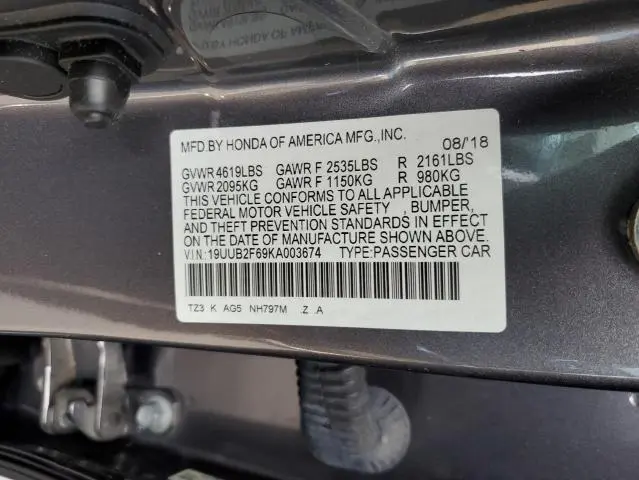 MFD.BY HONDA OF AMERICA MFG.,INC. 08/'18
GVWR 4619LBS GAWR F 2535LBS R 2161LBS
GVWR 2095KG GAWR F 1150KG R 980KG
THIS VEHICLE CONFORMS TO ALL APPLICABLE
FEDERAL MOTOR VEHICLE SAFETY , BUMPER,
AND THEFT PREVENTION STANDARDS IN EFFECT
ON THE DATE OF MANUFACTURE SHOWN ABOVE.
V.I.N.:19UUB2F69KA003674 TYPE:PASSENGER CAR
TZ3 .K AG5 NH797M .Z .A